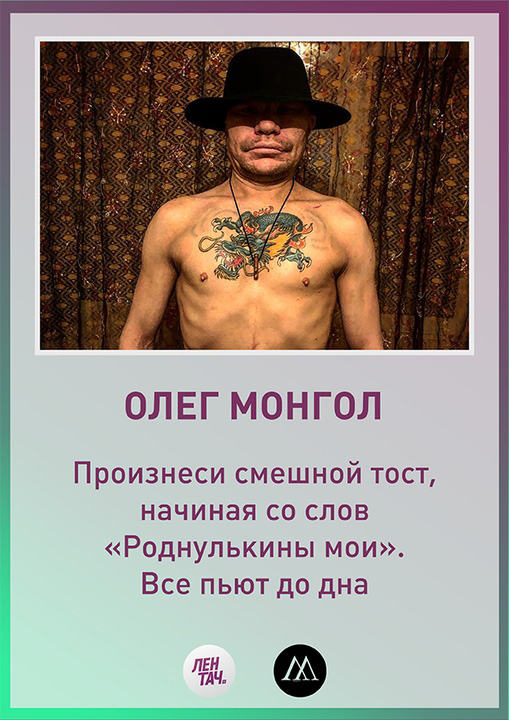 ОЛЕГ МОНГОЛ
Произнеси смешной тост,
начиная со слов
«Роднулькины мои».
Все пьют до дна
ЛЕН
ТАЧ.